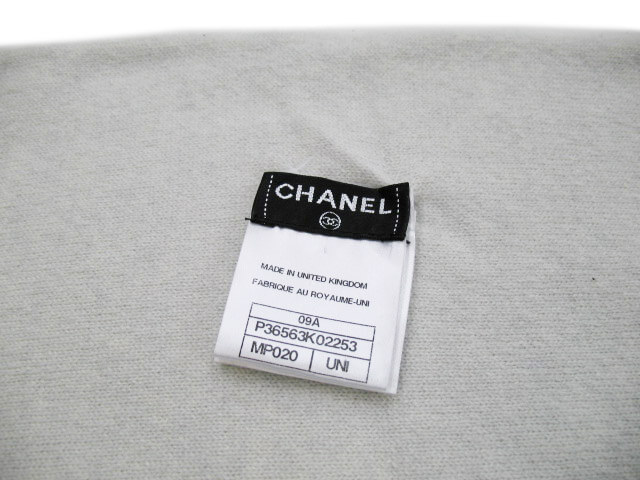 CHANEL
MADE IN UNITED KINGDOM
FABRIQUE AU ROYAUME-UNI
09A
P36563K02253
MP020 UNI